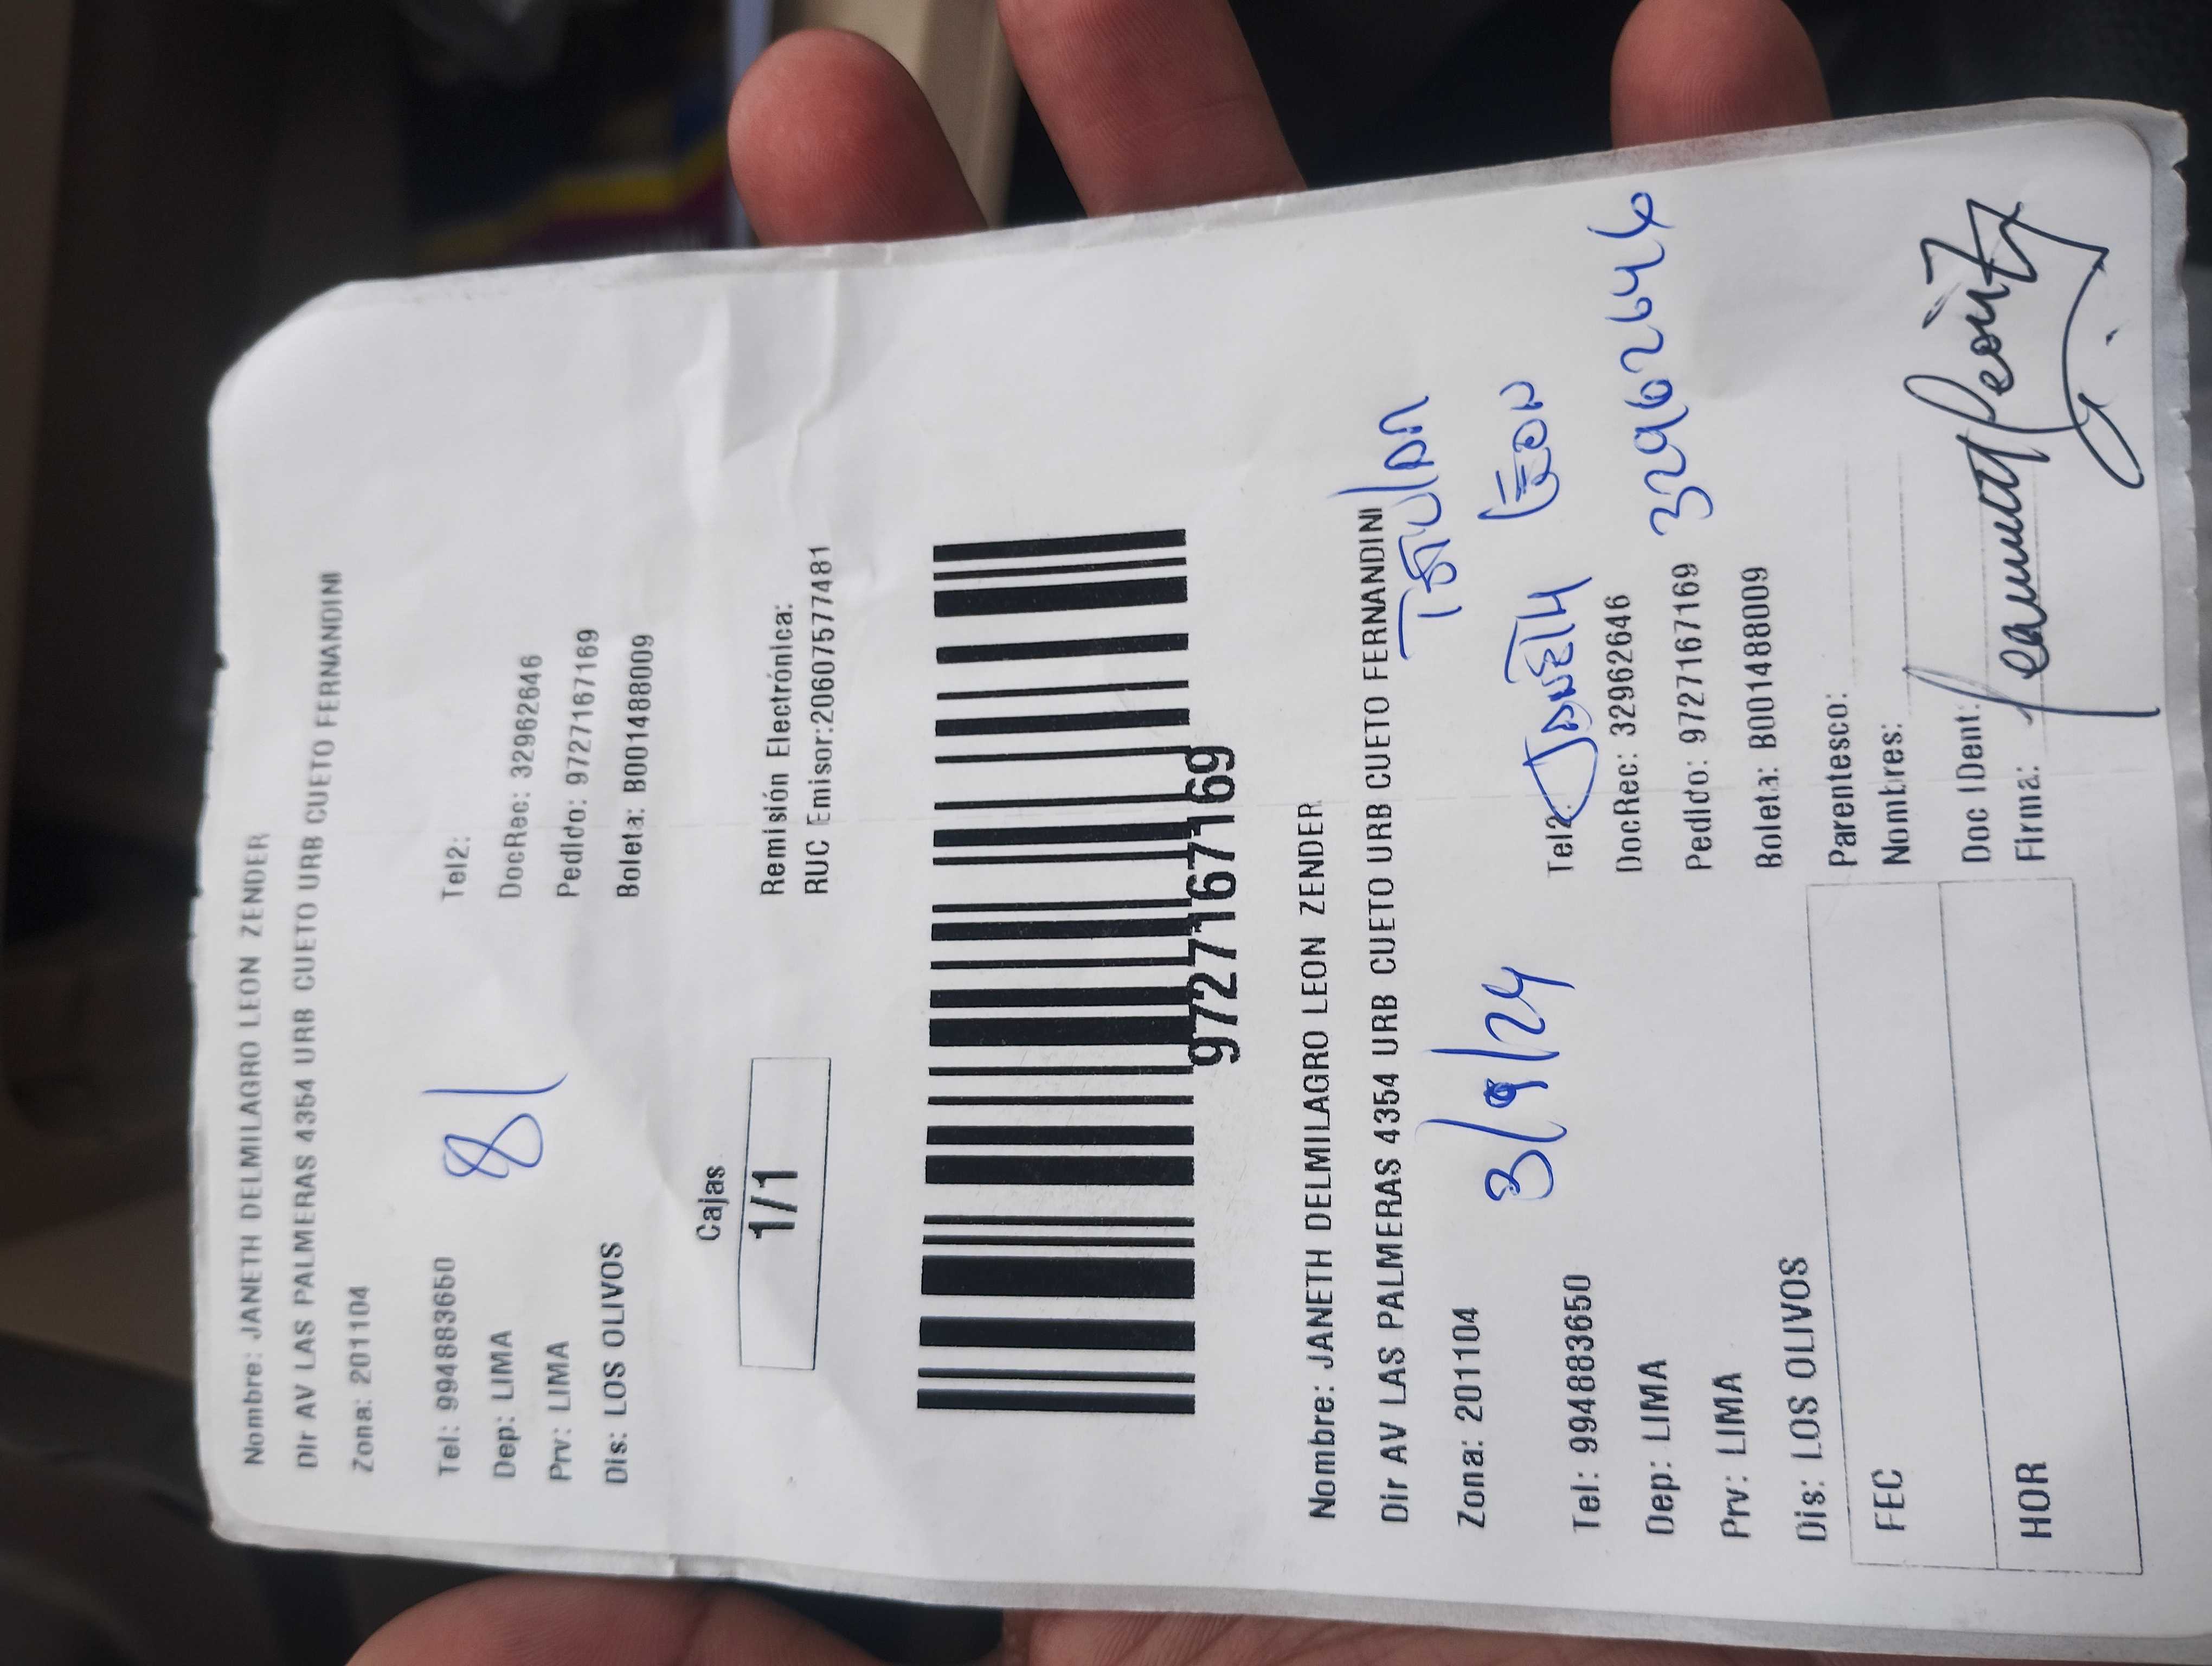 Nombre: JANETH DELMILAGRO LEON ZENDER
Dir AV LAS PALMERAS 4354 URB CUETO URB CUETO FERNANDINI
Zona: 201104
Tel: 994883650 81 Tel2:
Dep: LIMA DocRec: 32962646
Prv: LIMA Pedido: 9727167169
Dis: LOS OLIVOS Boleta: B001488009
Cajas
1/1
Remisión Electrónica:
RUC Emisor:20607577481
9727167169
Nombre: JANETH DELMILAGRO LEON ZENDER
Dir AV LAS PALMERAS 4354 URB CUETO URB CUETO FERNANDINI
Titular
Zona: 201104
3/9/24
JANETH LEON
Tel: 994883650 Tel2:
Dep: LIMA DocRec: 32962646 32962646
Prv: LIMA Pedido: 9727167169
Dis: LOS OLIVOS Boleta: B001488009
FEC
HOR
Parentesco:
Nombres:
Doc IDent:
Firma: